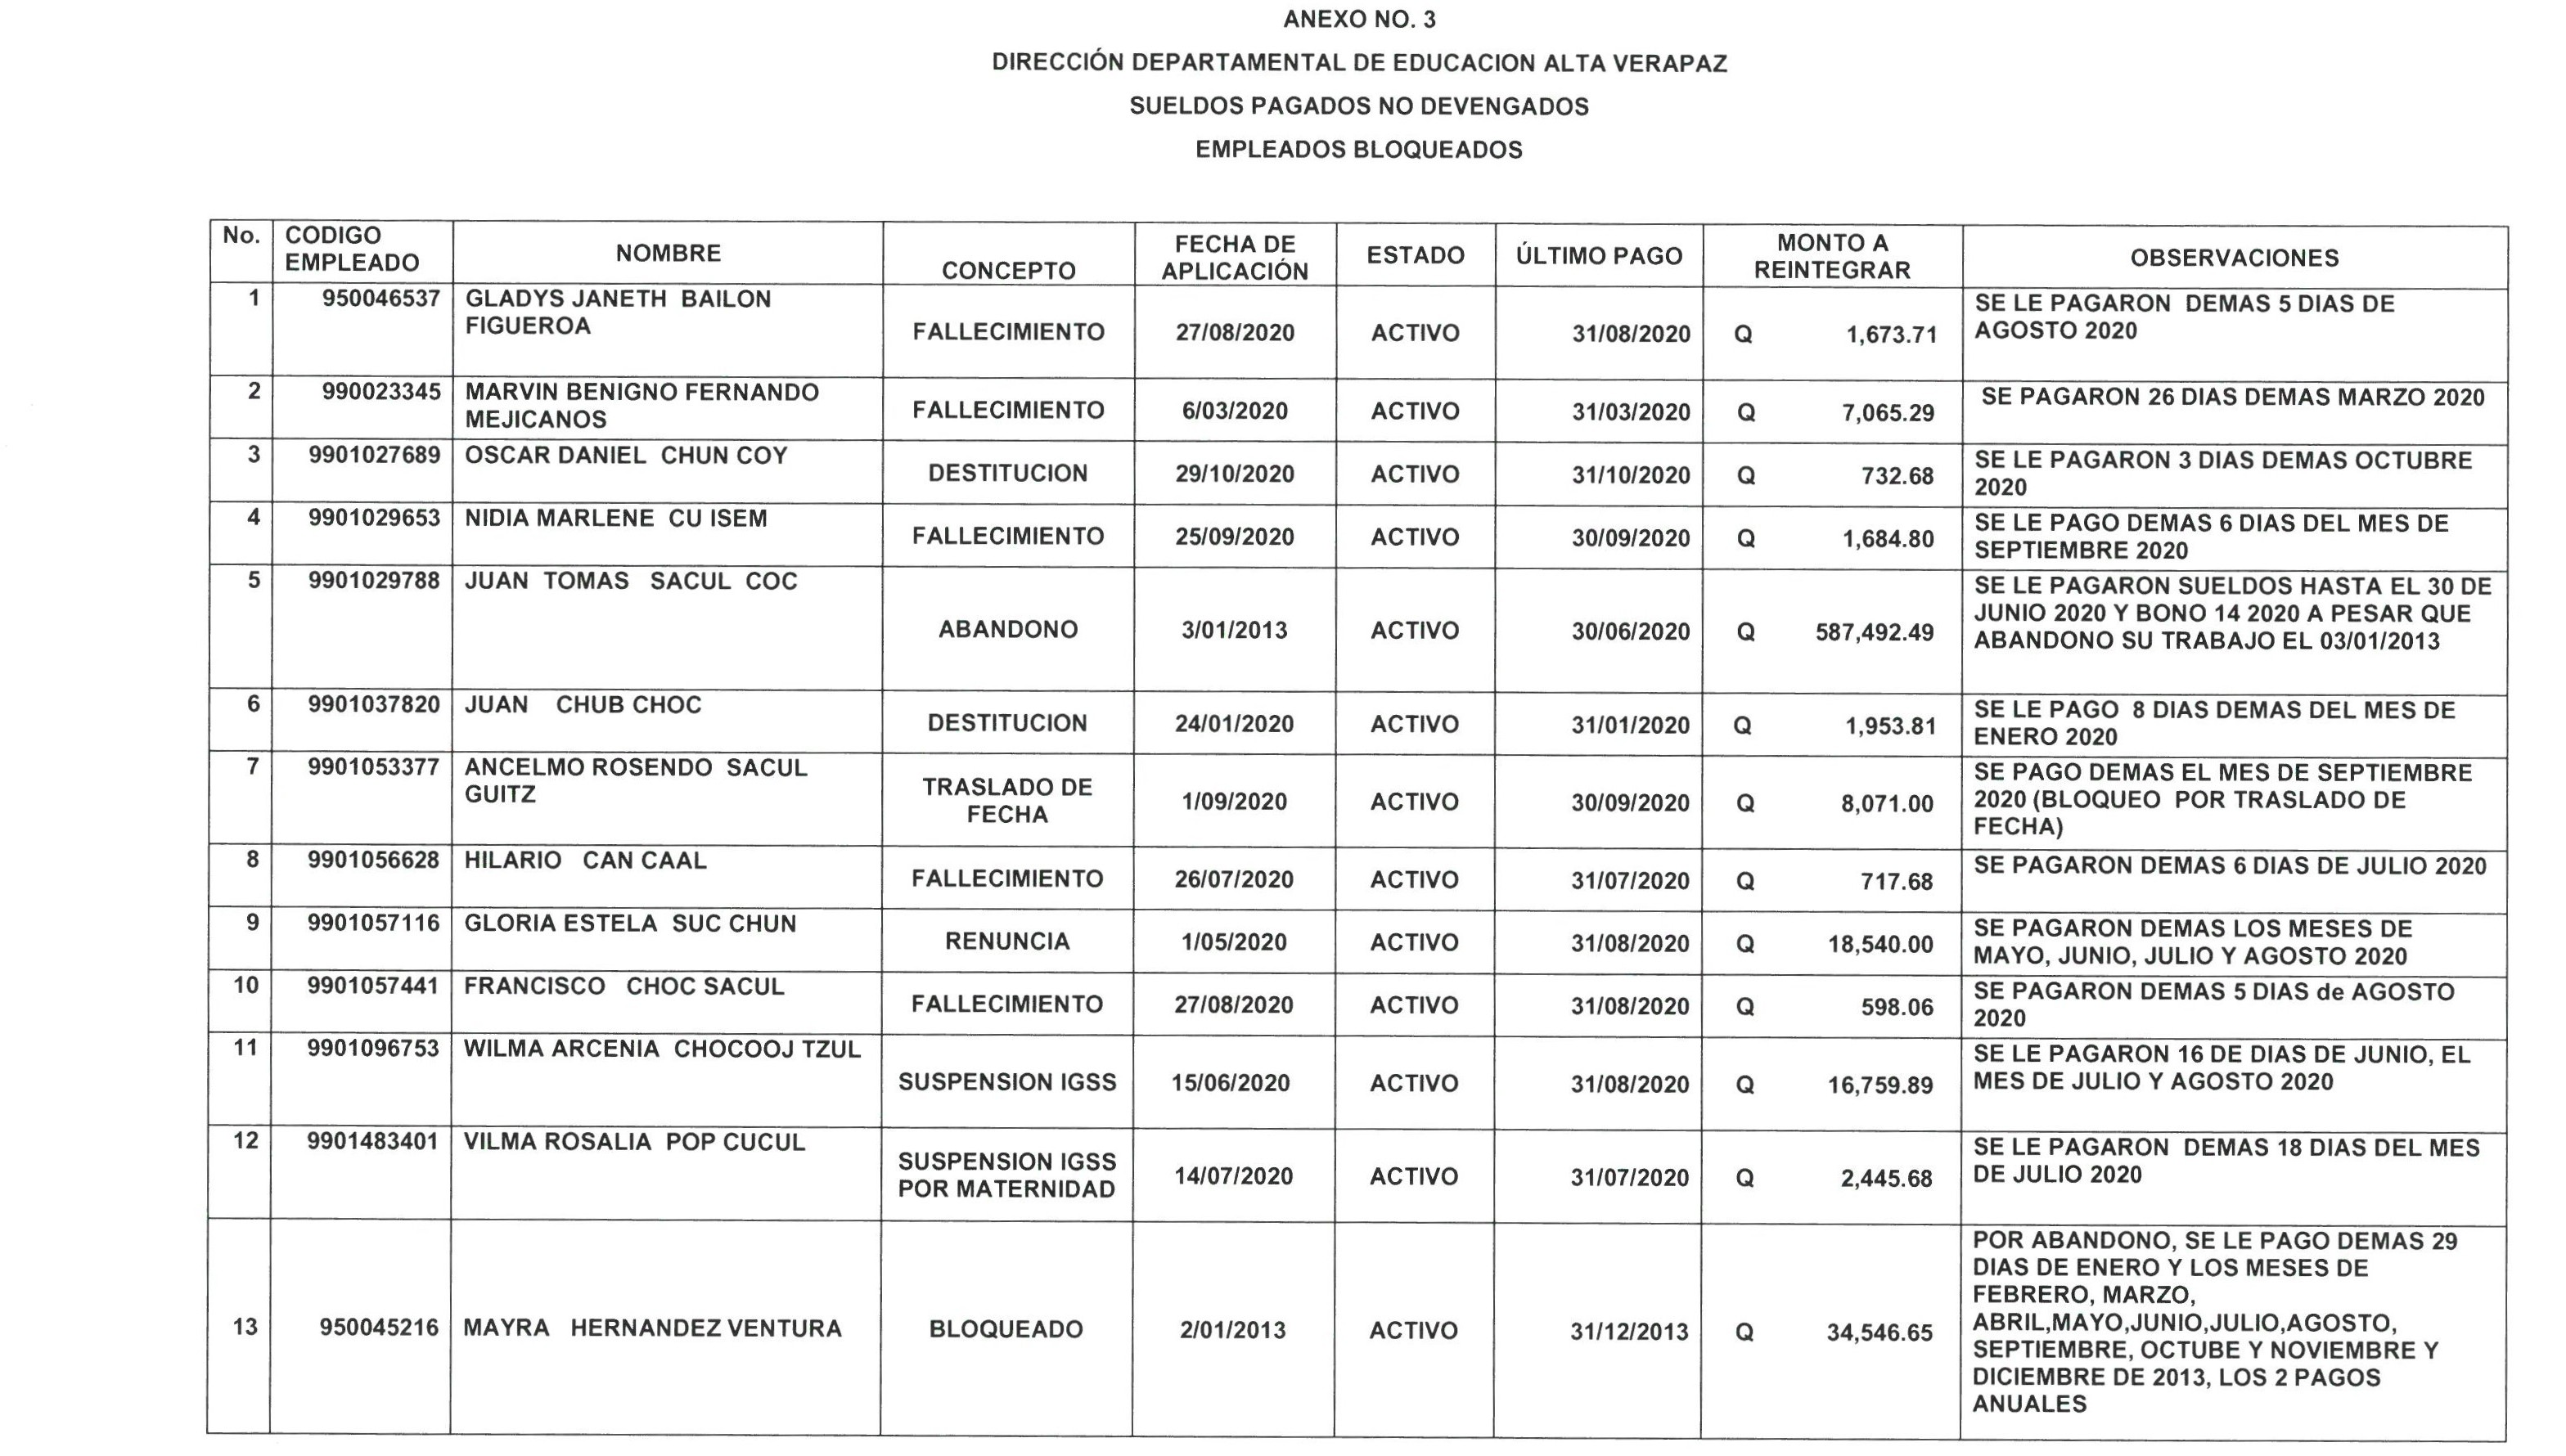 ANEXO NO. 3
DIRECCIÓN DEPARTAMENTAL DE EDUCACION ALTA VERAPAZ
SUELDOS PAGADOS NO DEVENGADOS
EMPLEADOS BLOQUEADOS
No. CODIGO EMPLEADO NOMBRE CONCEPTO FECHA DE APLICACIÓN ESTADO ÚLTIMO PAGO MONTO A REINTEGRAR OBSERVACIONES
1 950046537 GLADYS JANETH BAILON FIGUEROA FALLECIMIENTO 27/08/2020 ACTIVO 31/08/2020 Q 1,673.71 SE LE PAGARON DEMAS 5 DIAS DE AGOSTO 2020
2 990023345 MARVIN BENIGNO FERNANDO MEJICANOS FALLECIMIENTO 6/03/2020 ACTIVO 31/03/2020 Q 7,065.29 SE PAGARON 26 DIAS DEMAS MARZO 2020
3 9901027689 OSCAR DANIEL CHUN COY DESTITUCION 29/10/2020 ACTIVO 31/10/2020 Q 732.68 SE LE PAGARON 3 DIAS DEMAS OCTUBRE 2020
4 9901029653 NIDIA MARLENE CU ISEM FALLECIMIENTO 25/09/2020 ACTIVO 30/09/2020 Q 1,684.80 SE LE PAGO DEMAS 6 DIAS DEL MES DE SEPTIEMBRE 2020
5 9901029788 JUAN TOMAS SACUL COC ABANDONO 3/01/2013 ACTIVO 30/06/2020 Q 587,492.49 SE LE PAGARON SUELDOS HASTA EL 30 DE JUNIO 2020 Y BONO 14 2020 A PESAR QUE ABANDONO SU TRABAJO EL 03/01/2013
6 9901037820 JUAN CHUB CHOC DESTITUCION 24/01/2020 ACTIVO 31/01/2020 Q 1,953.81 SE LE PAGO 8 DIAS DEMAS DEL MES DE ENERO 2020
7 9901053377 ANCELMO ROSENDO SACUL GUITZ TRASLADO DE FECHA 1/09/2020 ACTIVO 30/09/2020 Q 8,071.00 SE PAGO DEMAS EL MES DE SEPTIEMBRE 2020 (BLOQUEO POR TRASLADO DE FECHA)
8 9901056628 HILARIO CAN CAAL FALLECIMIENTO 26/07/2020 ACTIVO 31/07/2020 Q 717.68 SE PAGARON DEMAS 6 DIAS DE JULIO 2020
9 9901057116 GLORIA ESTELA SUC CHUN RENUNCIA 1/05/2020 ACTIVO 31/08/2020 Q 18,540.00 SE PAGARON DEMAS LOS MESES DE MAYO, JUNIO, JULIO Y AGOSTO 2020
10 9901057441 FRANCISCO CHOC SACUL FALLECIMIENTO 27/08/2020 ACTIVO 31/08/2020 Q 598.06 SE PAGARON DEMAS 5 DIAS de AGOSTO 2020
11 9901096753 WILMA ARCENIA CHOCOOJ TZUL SUSPENSION IGSS 15/06/2020 ACTIVO 31/08/2020 Q 16,759.89 SE LE PAGARON 16 DE DIAS DE JUNIO, EL MES DE JULIO Y AGOSTO 2020
12 9901483401 VILMA ROSALIA POP CUCUL SUSPENSION IGSS POR MATERNIDAD 14/07/2020 ACTIVO 31/07/2020 Q 2,445.68 SE LE PAGARON DEMAS 18 DIAS DEL MES DE JULIO 2020
13 950045216 MAYRA HERNANDEZ VENTURA BLOQUEADO 2/01/2013 ACTIVO 31/12/2013 Q 34,546.65 POR ABANDONO, SE LE PAGO DEMAS 29 DIAS DE ENERO Y LOS MESES DE FEBRERO, MARZO, ABRIL,MAYO,JUNIO,JULIO,AGOSTO, SEPTIEMBRE, OCTUBE Y NOVIEMBRE Y DICIEMBRE DE 2013, LOS 2 PAGOS ANUALES